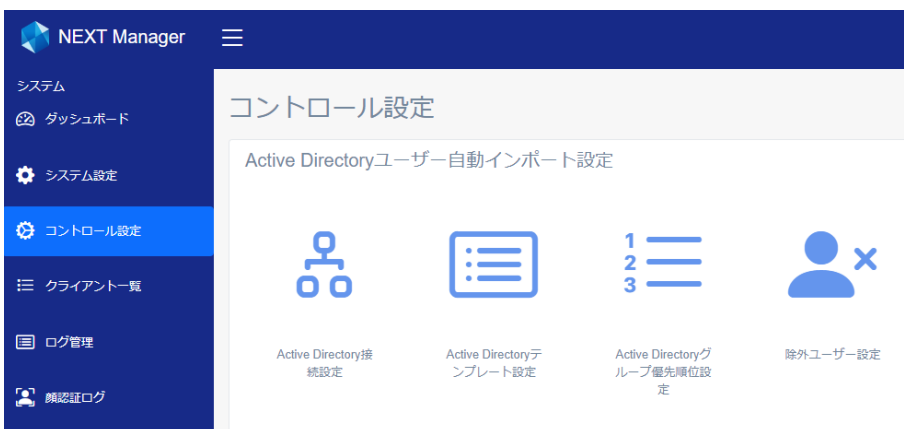 NEXT Manager
システム
ダッシュボード
システム設定
コントロール設定
クライアント一覧
ログ管理
顔認証ログ
コントロール設定
Active Directoryユーザー自動インポート設定
1
2
3
Active Directory接
続設定
Active Directoryテ
ンプレート設定
Active Directoryグ
ループ優先順位設
定
除外ユーザー設定